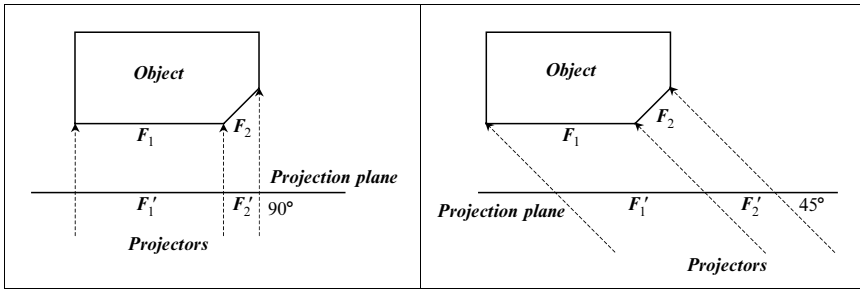 Object
F₁
F₂
Projection plane
F₁′
F₂′
90°
Projectors
Object
F₁
F₂
Projection plane
F₁′
F₂′
45°
Projectors